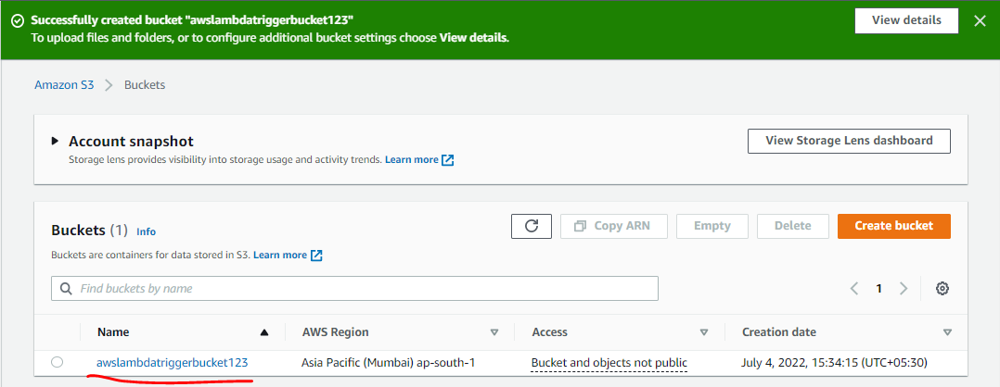 Successfully created bucket "awslambdatriggerbucket123"
To upload files and folders, or to configure additional bucket settings choose View details.
View details
Amazon S3 > Buckets
Account snapshot
Storage lens provides visibility into storage usage and activity trends. Learn more
View Storage Lens dashboard
Buckets (1) Info
Buckets are containers for data stored in S3. Learn more
Copy ARN
Empty
Delete
Create bucket
Find buckets by name
1
Name AWS Region Access Creation date
awslambdatriggerbucket123 Asia Pacific (Mumbai) ap-south-1 Bucket and objects not public July 4, 2022, 15:34:15 (UTC+05:30)